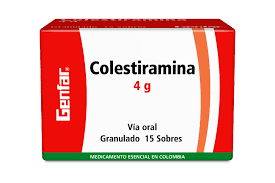 Genfar®
Colestiramina
4 g
Vía oral
Granulado 15 Sobres
MEDICAMENTO ESENCIAL EN COLOMBIA